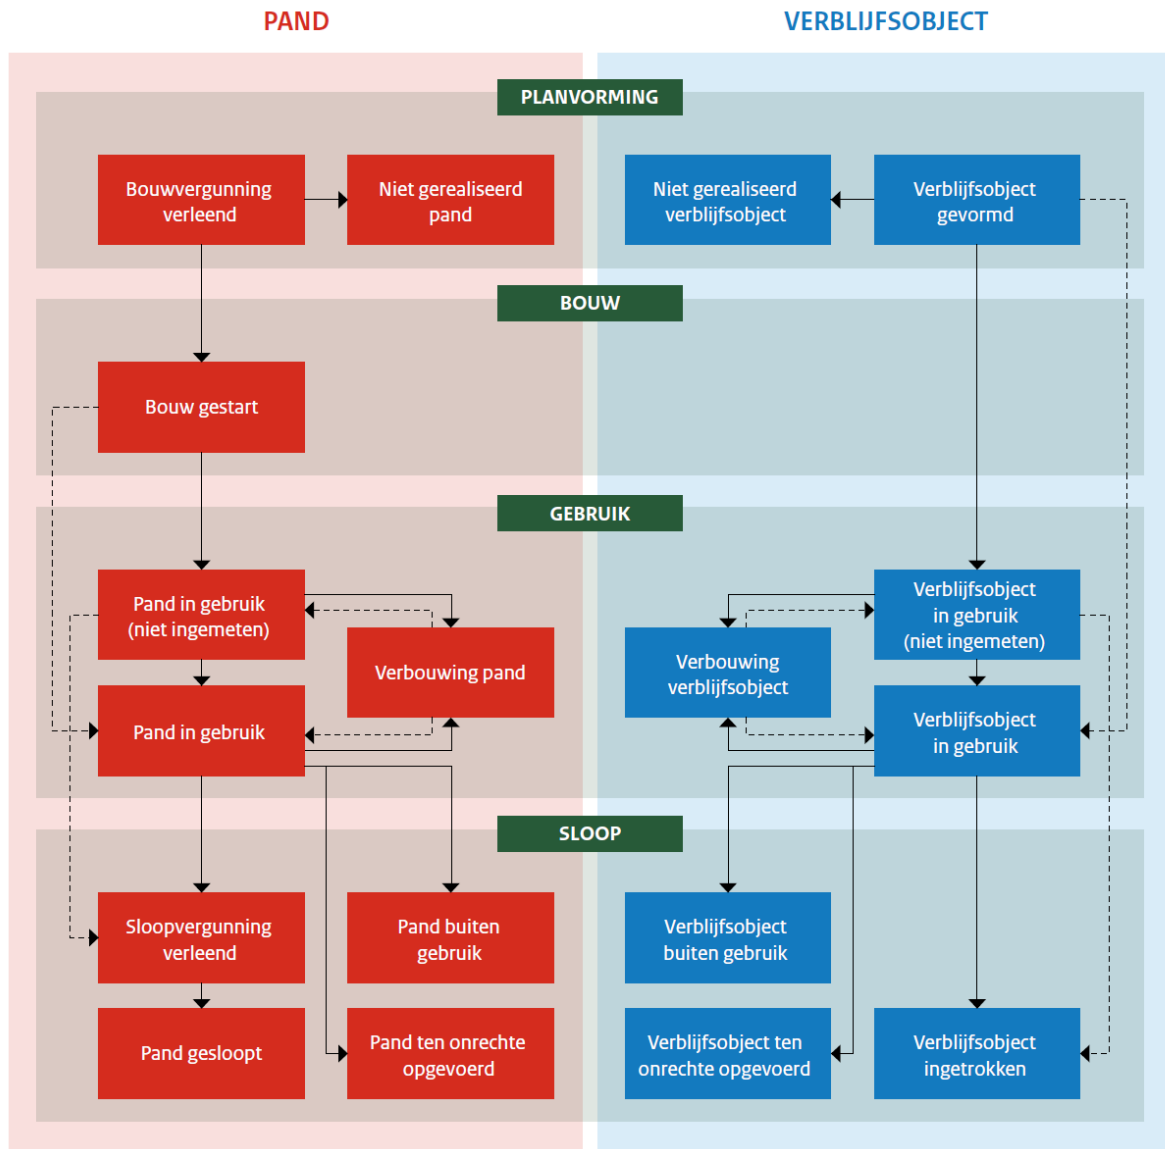 PAND
VERBLIJFSOBJECT
PLANVORMING
Bouwvergunning
verleend
Niet gerealiseerd
pand
Niet gerealiseerd
verblijfsobject
Verblijfsobject
gevormd
BOUW
Bouw gestart
GEBRUIK
Pand in gebruik
(niet ingemeten)
Verbouwing pand
Pand in gebruik
Verbouwing
verblijfsobject
Verblijfsobject
in gebruik
(niet ingemeten)
Verblijfsobject
in gebruik
SLOOP
Sloopvergunning
verleend
Pand buiten
gebruik
Verblijfsobject
buiten gebruik
Pand gesloopt
Pand ten onrechte
opgevoerd
Verblijfsobject ten
onrechte opgevoerd
Verblijfsobject
ingetrokken